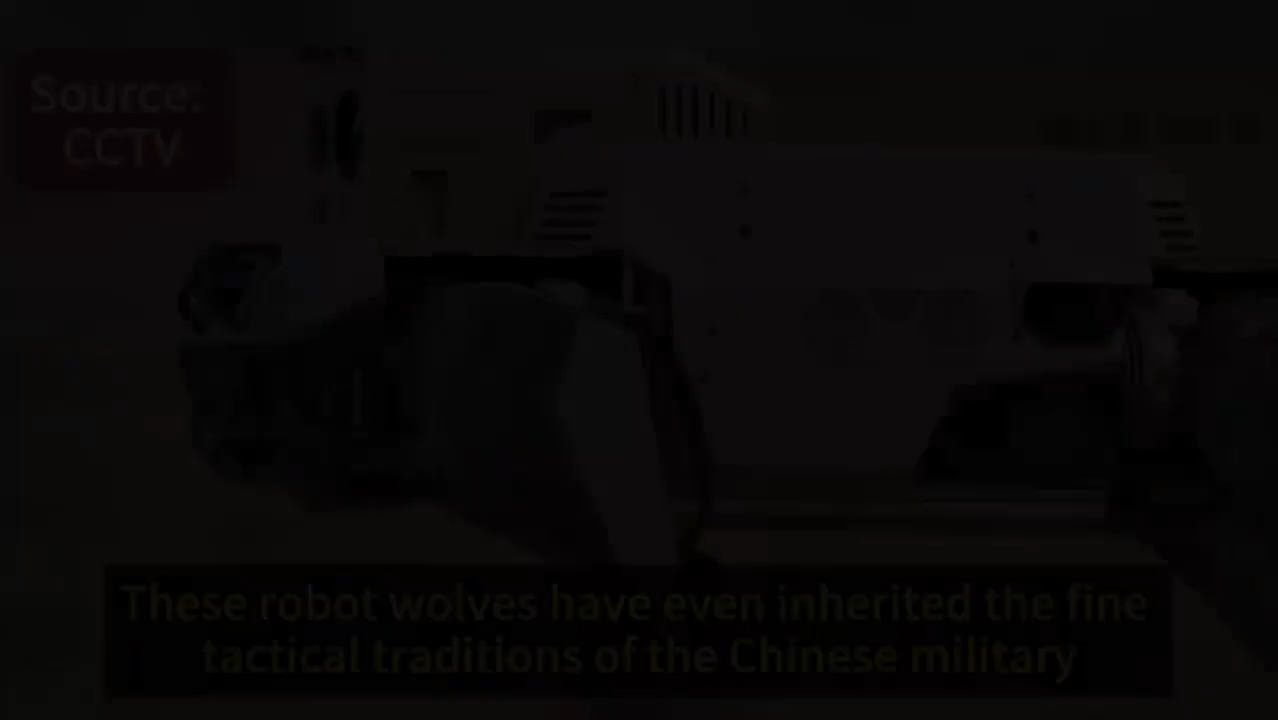 Source:
CCTV
These robot wolves have even inherited the fine
tactical traditions of the Chinese military